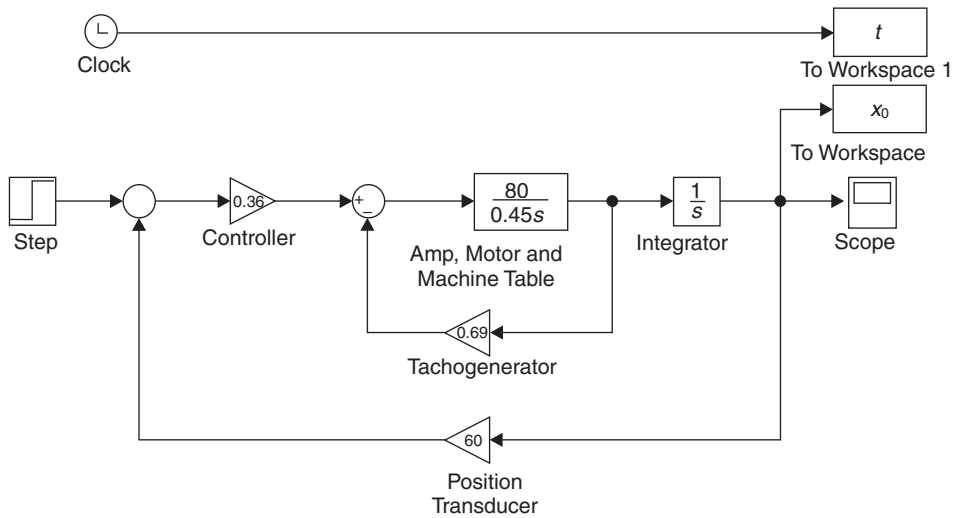 t
Clock
To Workspace 1
x₀
To Workspace
Step
0.36
Controller
+
−
80
0.45s
Amp, Motor and
Machine Table
1
s
Integrator
Scope
0.69
Tachogenerator
60
Position
Transducer